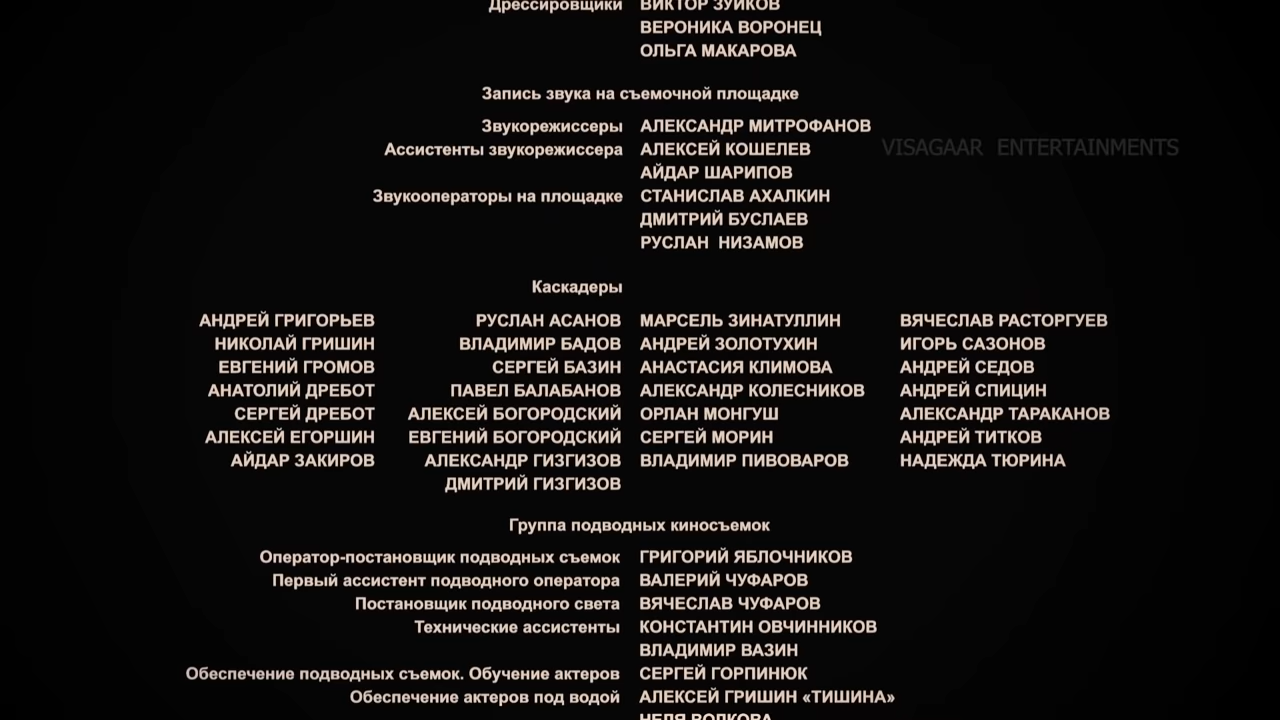 Дрессировщики ВИКТОР ЗУЙКОВ
ВЕРОНИКА ВОРОНЕЦ
ОЛЬГА МАКАРОВА
Запись звука на съемочной площадке
Звукорежиссеры АЛЕКСАНДР МИТРОФАНОВ
Ассистенты звукорежиссера АЛЕКСЕЙ КОШЕЛЕВ
VISAGAAR ENTERTAINMENTS
АЙДАР ШАРИПОВ
Звукооператоры на площадке СТАНИСЛАВ АХАЛКИН
ДМИТРИЙ БУСЛАЕВ
РУСЛАН НИЗАМОВ
Каскадеры
АНДРЕЙ ГРИГОРЬЕВ РУСЛАН АСАНОВ МАРСЕЛЬ ЗИНАТУЛЛИН ВЯЧЕСЛАВ РАСТОРГУЕВ
НИКОЛАЙ ГРИШИН ВЛАДИМИР БАДОВ АНДРЕЙ ЗОЛОТУХИН ИГОРЬ САЗОНОВ
ЕВГЕНИЙ ГРОМОВ СЕРГЕЙ БАЗИН АНАСТАСИЯ КЛИМОВА АНДРЕЙ СЕДОВ
АНАТОЛИЙ ДРЕБОТ ПАВЕЛ БАЛАБАНОВ АЛЕКСАНДР КОЛЕСНИКОВ АНДРЕЙ СПИЦИН
СЕРГЕЙ ДРЕБОТ АЛЕКСЕЙ БОГОРОДСКИЙ ОРЛАН МОНГУШ АЛЕКСАНДР ТАРАКАНОВ
АЛЕКСЕЙ ЕГОРШИН ЕВГЕНИЙ БОГОРОДСКИЙ СЕРГЕЙ МОРИН АНДРЕЙ ТИТКОВ
АЙДАР ЗАКИРОВ АЛЕКСАНДР ГИЗГИЗОВ ВЛАДИМИР ПИВОВАРОВ НАДЕЖДА ТЮРИНА
ДМИТРИЙ ГИЗГИЗОВ
Группа подводных киносъемок
Оператор-постановщик подводных съемок ГРИГОРИЙ ЯБЛОЧНИКОВ
Первый ассистент подводного оператора ВАЛЕРИЙ ЧУФАРОВ
Постановщик подводного света ВЯЧЕСЛАВ ЧУФАРОВ
Технические ассистенты КОНСТАНТИН ОВЧИННИКОВ
ВЛАДИМИР ВАЗИН
Обеспечение подводных съемок. Обучение актеров СЕРГЕЙ ГОРПИНЮК
Обеспечение актеров под водой АЛЕКСЕЙ ГРИШИН «ТИШИНА»